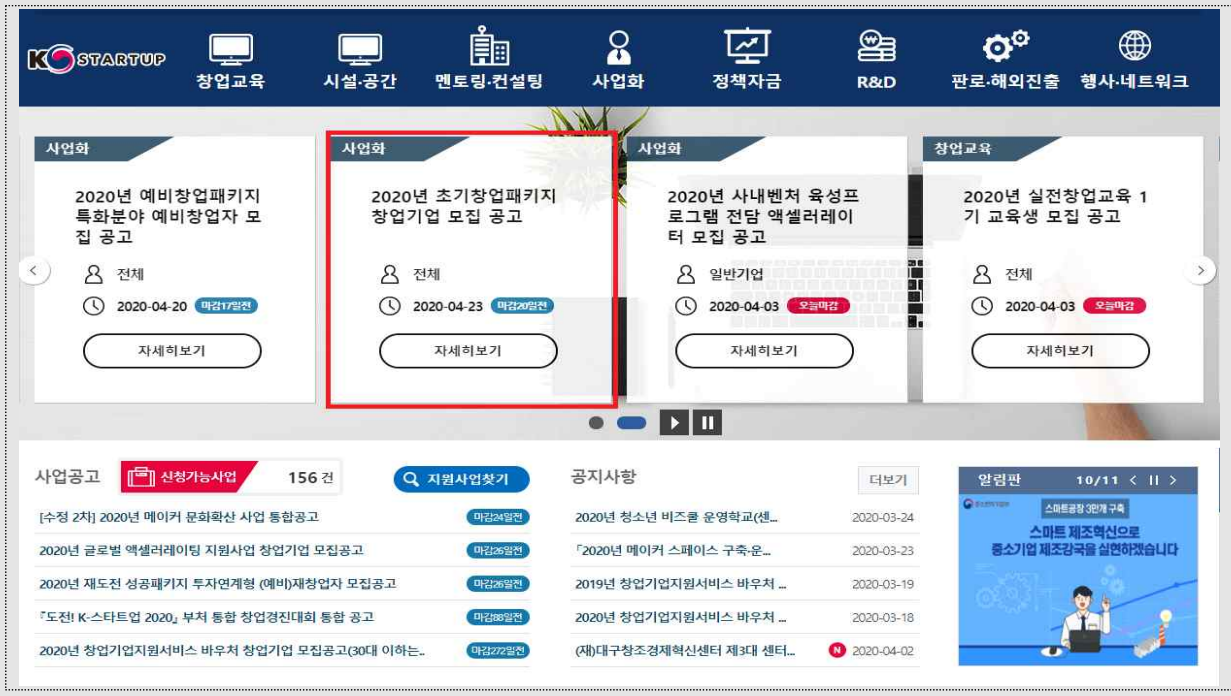 K STARTUP
창업교육
시설·공간
멘토링·컨설팅
사업화
정책자금
R&D
판로·해외진출
행사·네트워크
사업화
2020년 예비창업패키지
특화분야 예비창업자 모
집 공고
전체
2020-04-20 마감17일전
자세히보기
사업화
2020년 초기창업패키지
창업기업 모집 공고
전체
2020-04-23 마감20일전
자세히보기
사업화
2020년 사내벤처 육성프
로그램 전담 액셀러레이
터 모집 공고
일반기업
2020-04-03 오늘마감
자세히보기
창업교육
2020년 실전창업교육 1
기 교육생 모집 공고
전체
2020-04-03 오늘마감
자세히보기
사업공고 신청가능사업 156 건 지원사업찾기
[수정 2차] 2020년 메이커 문화확산 사업 통합공고 마감24일전
2020년 글로벌 액셀러레이팅 지원사업 창업기업 모집공고 마감26일전
2020년 재도전 성공패키지 투자연계형 (예비)재창업자 모집공고 마감26일전
『도전! K-스타트업 2020』 부처 통합 창업경진대회 통합 공고 마감88일전
2020년 창업기업지원서비스 바우처 창업기업 모집공고(30대 이하는.. 마감272일전
공지사항 더보기
2020년 청소년 비즈쿨 운영학교(센... 2020-03-24
「2020년 메이커 스페이스 구축·운... 2020-03-23
2019년 창업기업지원서비스 바우처 ... 2020-03-19
2020년 창업기업지원서비스 바우처 ... 2020-03-18
(재)대구창조경제혁신센터 제3대 센터... N 2020-04-02
알림판 10/11
스마트공장 3만개 구축
스마트 제조혁신으로
중소기업 제조강국을 실현하겠습니다